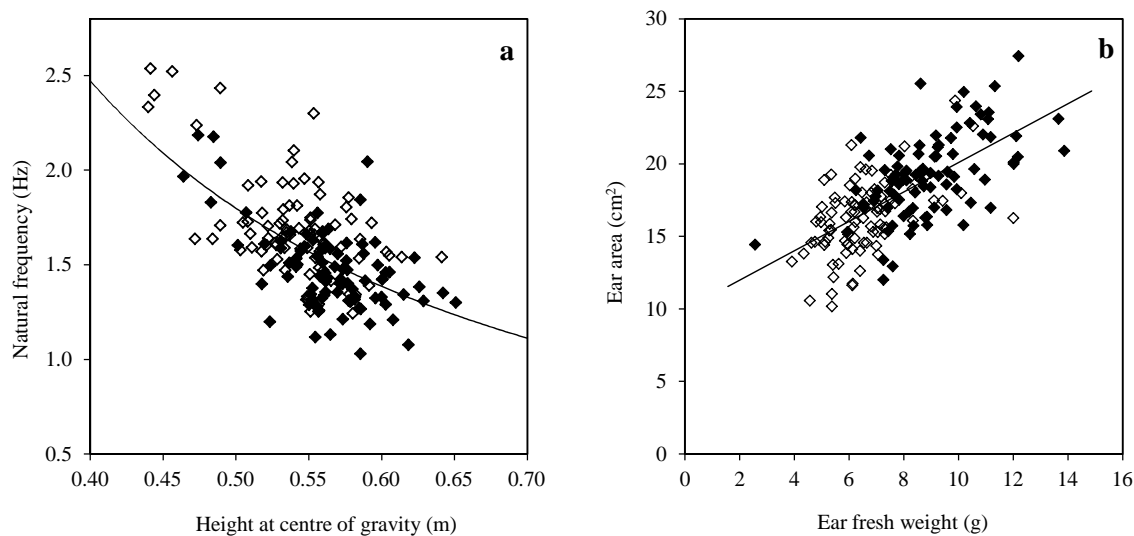 a
2.5
2.0
1.5
1.0
0.5
0.40 0.45 0.50 0.55 0.60 0.65 0.70
Natural frequency (Hz)
Height at centre of gravity (m)
b
30
25
20
15
10
5
0
0 2 4 6 8 10 12 14 16
Ear area (cm²)
Ear fresh weight (g)